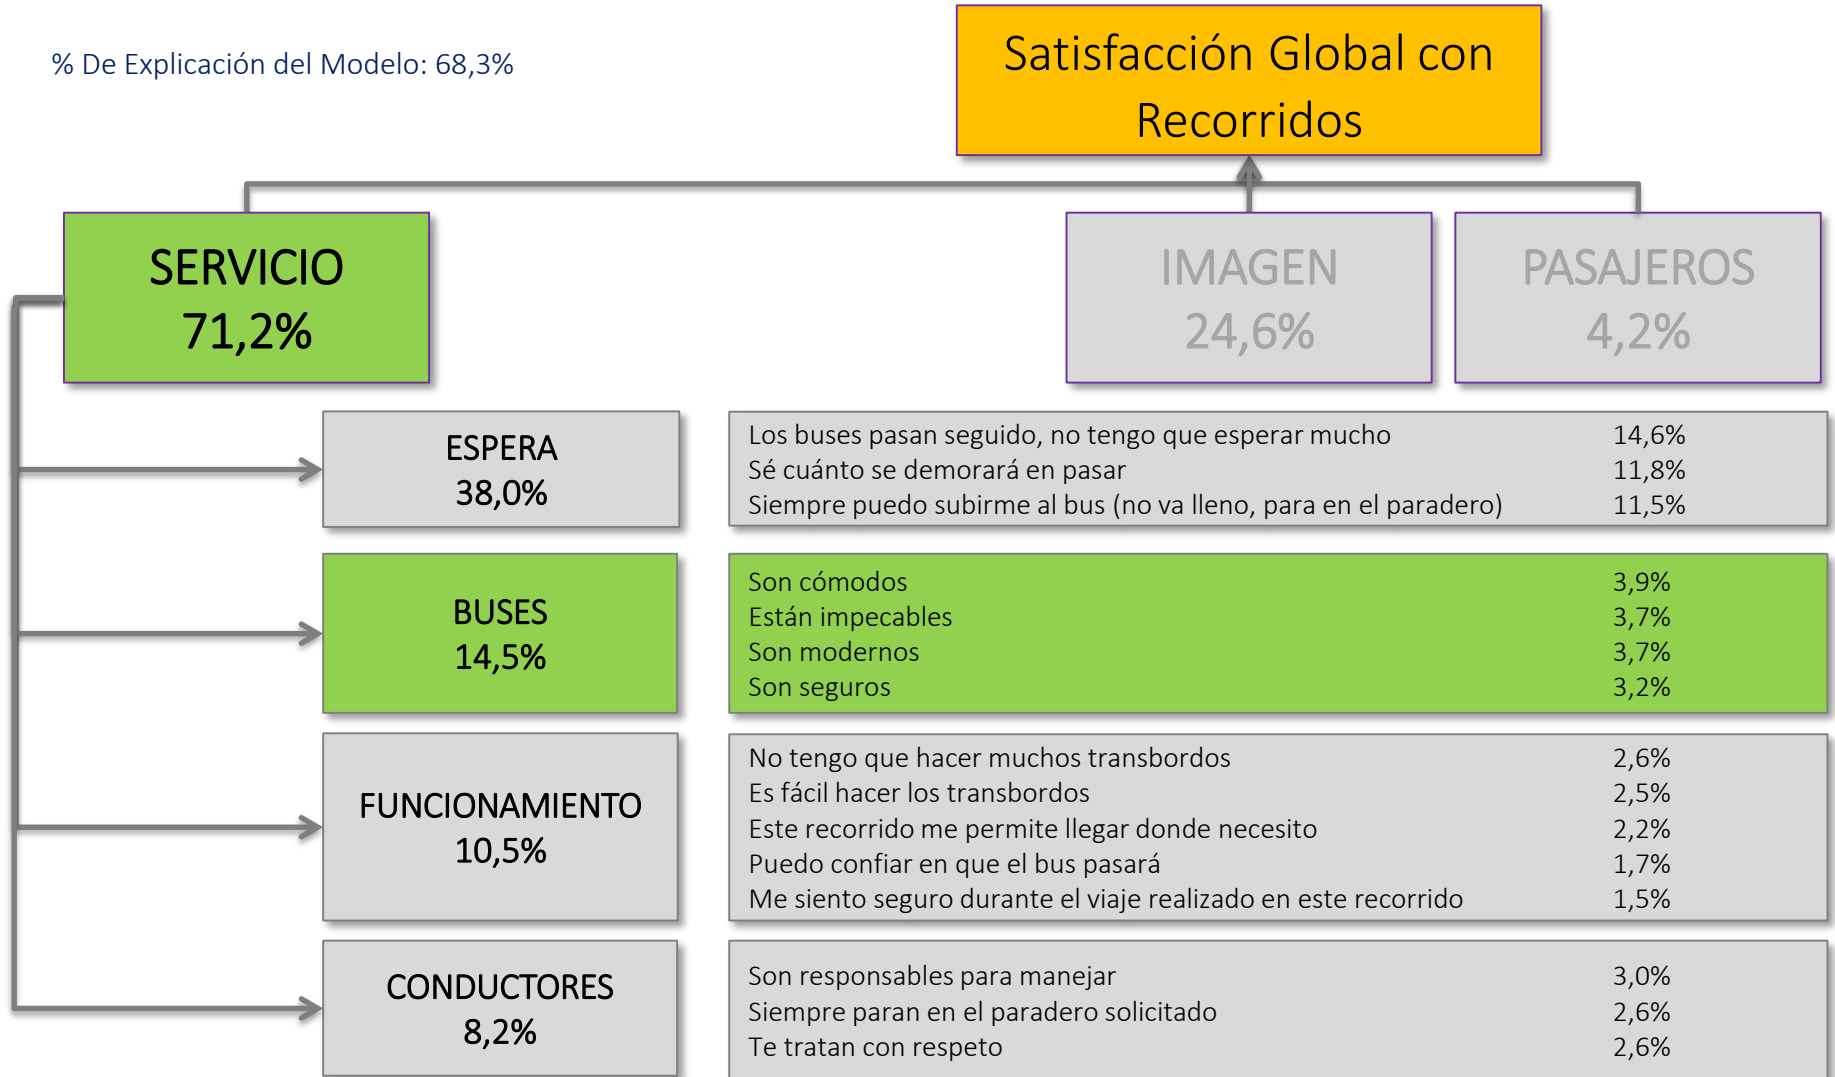 % De Explicación del Modelo: 68,3%
Satisfacción Global con
Recorridos
SERVICIO
71,2%
IMAGEN
24,6%
PASAJEROS
4,2%
ESPERA
38,0%
Los buses pasan seguido, no tengo que esperar mucho 14,6%
Sé cuánto se demorará en pasar 11,8%
Siempre puedo subirme al bus (no va lleno, para en el paradero) 11,5%
BUSES
14,5%
Son cómodos 3,9%
Están impecables 3,7%
Son modernos 3,7%
Son seguros 3,2%
FUNCIONAMIENTO
10,5%
No tengo que hacer muchos transbordos 2,6%
Es fácil hacer los transbordos 2,5%
Este recorrido me permite llegar donde necesito 2,2%
Puedo confiar en que el bus pasará 1,7%
Me siento seguro durante el viaje realizado en este recorrido 1,5%
CONDUCTORES
8,2%
Son responsables para manejar 3,0%
Siempre paran en el paradero solicitado 2,6%
Te tratan con respeto 2,6%